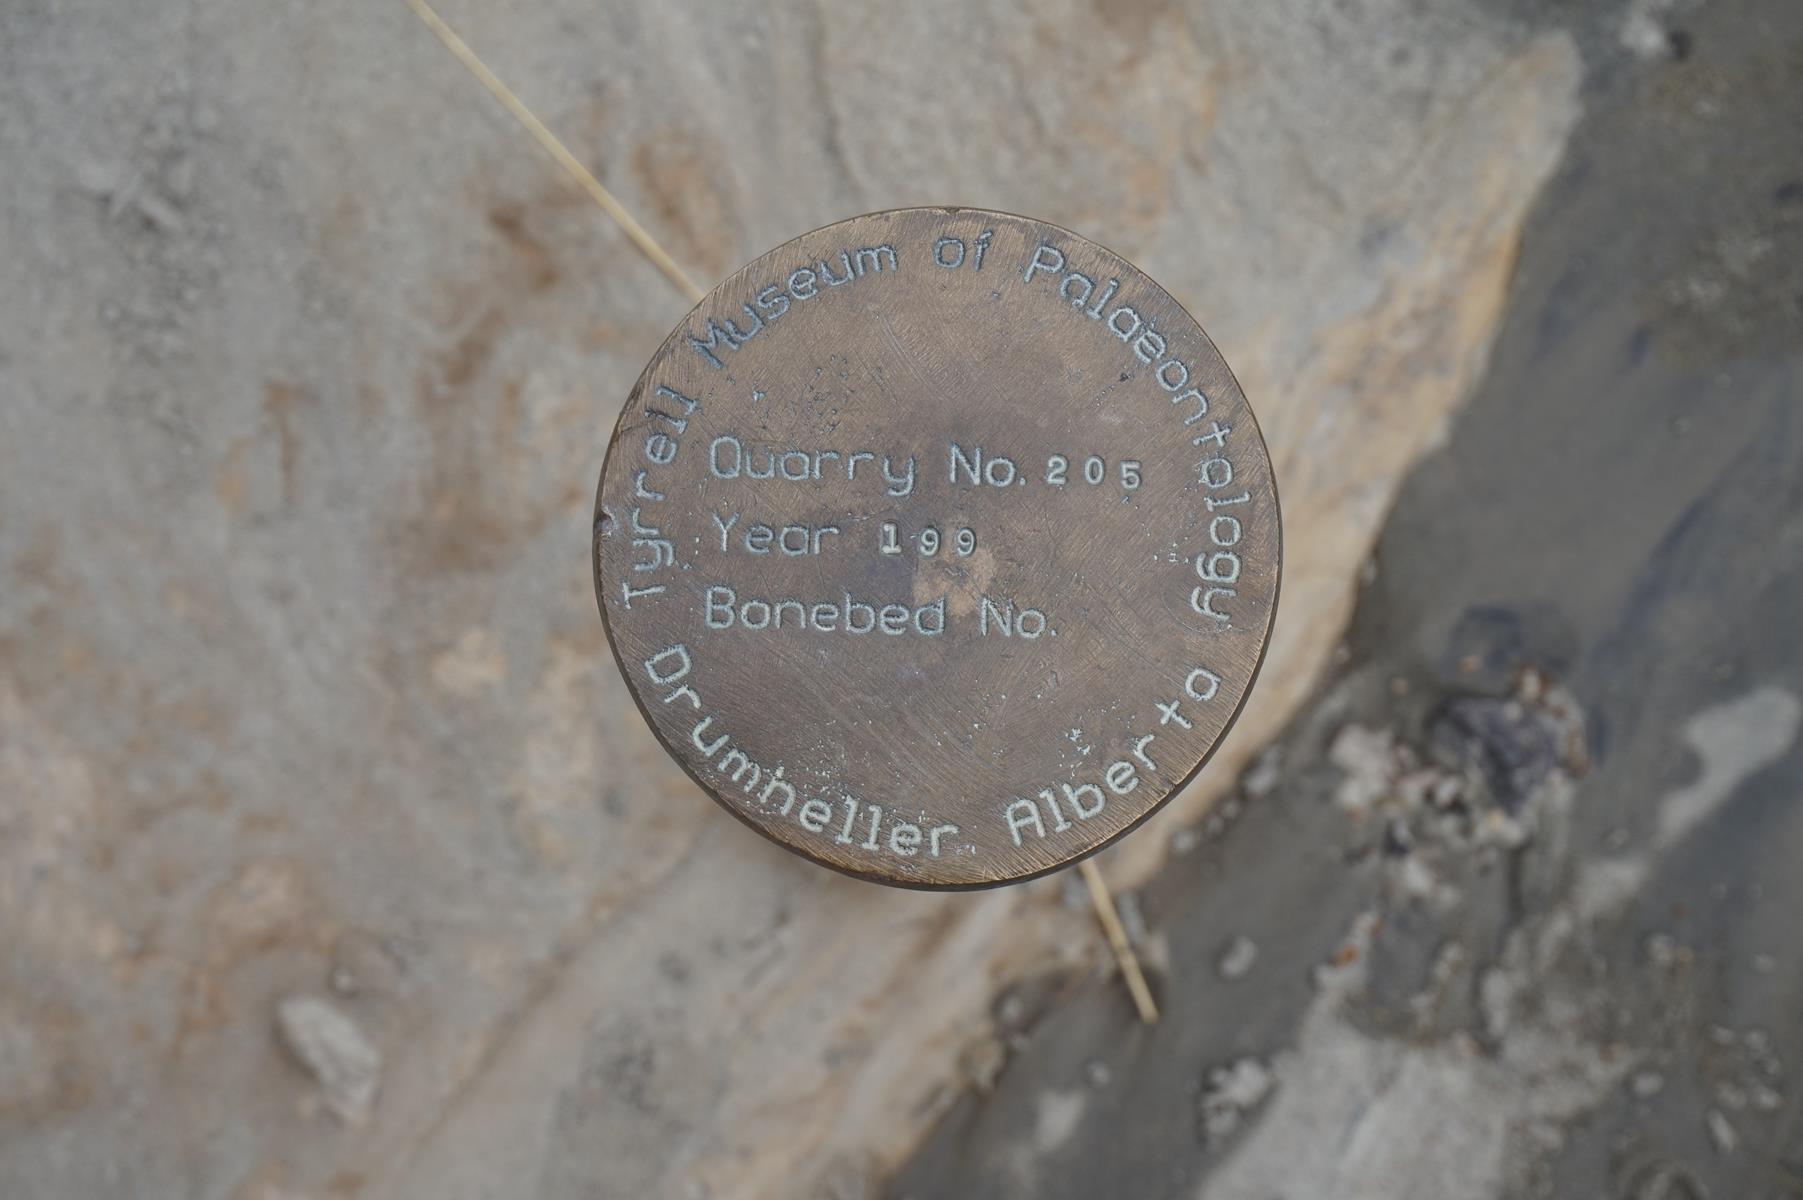 Tyrrell Museum of Palaeontology
Quarry No. 205
Year 199
Bonebed No.
Drumheller Alberta